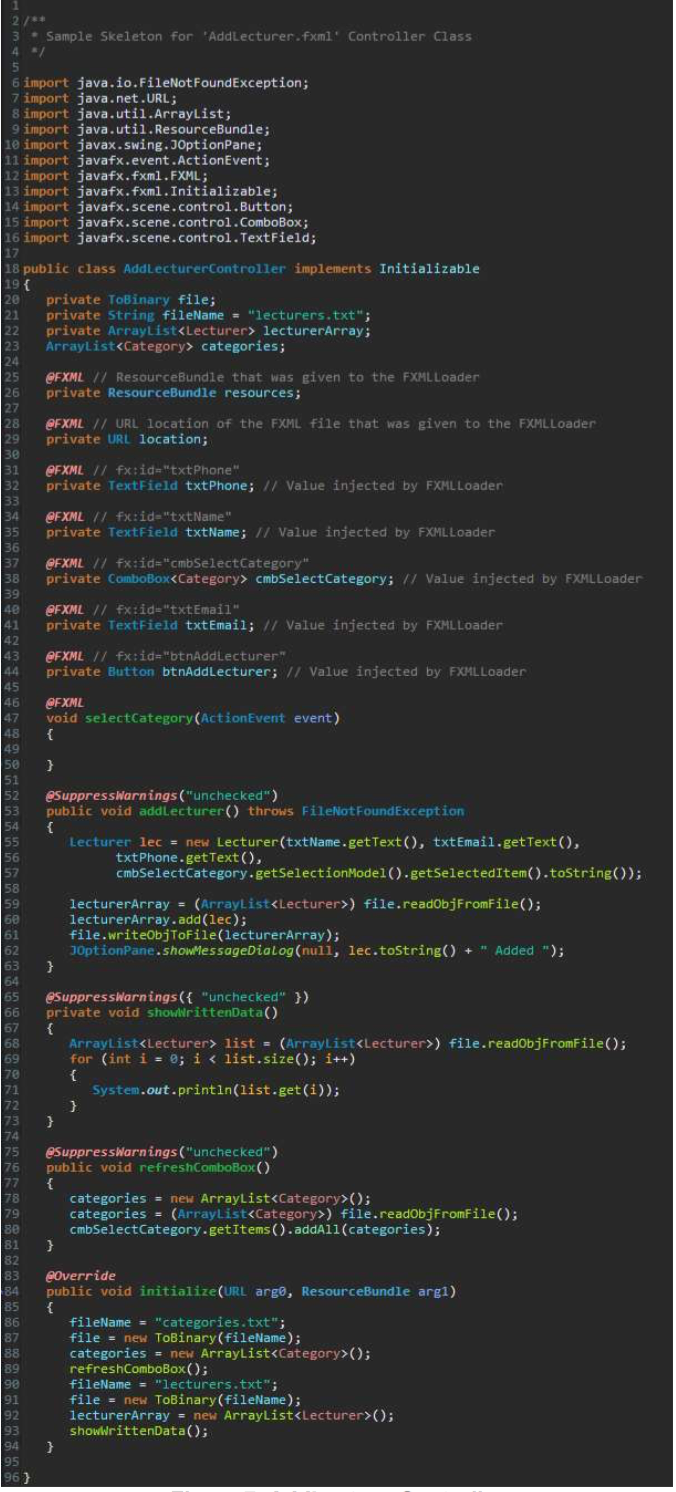 1
2 /**
3 * Sample Skeleton for 'AddLecturer.fxml' Controller Class
4 */
5
6 import java.io.FileNotFoundException;
7 import java.net.URL;
8 import java.util.ArrayList;
9 import java.util.ResourceBundle;
10 import javax.swing.JOptionPane;
11 import javafx.event.ActionEvent;
12 import javafx.fxml.FXML;
13 import javafx.fxml.Initializable;
14 import javafx.scene.control.Button;
15 import javafx.scene.control.ComboBox;
16 import javafx.scene.control.TextField;
17
18 public class AddLecturerController implements Initializable
19 {
20 private ToBinary file;
21 private String fileName = "lecturers.txt";
22 private ArrayList<Lecturer> lecturerArray;
23 ArrayList<Category> categories;
24
25 @FXML // ResourceBundle that was given to the FXMLLoader
26 private ResourceBundle resources;
27
28 @FXML // URL location of the FXML file that was given to the FXMLLoader
29 private URL location;
30
31 @FXML // fx:id="txtPhone"
32 private TextField txtPhone; // Value injected by FXMLLoader
33
34 @FXML // fx:id="txtName"
35 private TextField txtName; // Value injected by FXMLLoader
36
37 @FXML // fx:id="cmbSelectCategory"
38 private ComboBox<Category> cmbSelectCategory; // Value injected by FXMLLoader
39
40 @FXML // fx:id="txtEmail"
41 private TextField txtEmail; // Value injected by FXMLLoader
42
43 @FXML // fx:id="btnAddLecturer"
44 private Button btnAddLecturer; // Value injected by FXMLLoader
45
46 @FXML
47 void selectCategory(ActionEvent event)
48 {
49
50 }
51
52 @SuppressWarnings("unchecked")
53 public void addLecturer() throws FileNotFoundException
54 {
55 Lecturer lec = new Lecturer(txtName.getText(), txtEmail.getText(),
56 txtPhone.getText(),
57 cmbSelectCategory.getSelectionModel().getSelectedItem().toString());
58
59 lecturerArray = (ArrayList<Lecturer>) file.readObjFromFile();
60 lecturerArray.add(lec);
61 file.writeObjToFile(lecturerArray);
62 JOptionPane.showMessageDialog(null, lec.toString() + " Added ");
63 }
64
65 @SuppressWarnings({ "unchecked" })
66 private void showWrittenData()
67 {
68 ArrayList<Lecturer> list = (ArrayList<Lecturer>) file.readObjFromFile();
69 for (int i = 0; i < list.size(); i++)
70 {
71 System.out.println(list.get(i));
72 }
73 }
74
75 @SuppressWarnings("unchecked")
76 public void refreshComboBox()
77 {
78 categories = new ArrayList<Category>();
79 categories = (ArrayList<Category>) file.readObjFromFile();
80 cmbSelectCategory.getItems().addAll(categories);
81 }
82
83 @Override
84 public void initialize(URL arg0, ResourceBundle arg1)
85 {
86 fileName = "categories.txt";
87 file = new ToBinary(fileName);
88 categories = new ArrayList<Category>();
89 refreshComboBox();
90 fileName = "lecturers.txt";
91 file = new ToBinary(fileName);
92 lecturerArray = new ArrayList<Lecturer>();
93 showWrittenData();
94 }
95
96 }